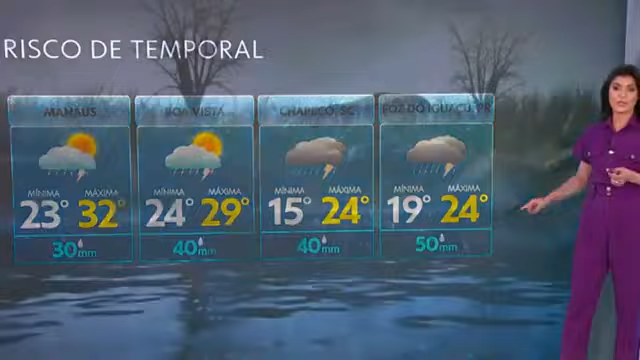 RISCO DE TEMPORAL
MANAUS
BOA VISTA
CHAPECÓ, SC
FOZ DO IGUAÇU, PR
MÍNIMA MÁXIMA
23° 32°
30mm
MÍNIMA MÁXIMA
24° 29°
40mm
MÍNIMA MÁXIMA
15° 24°
40mm
MÍNIMA MÁXIMA
19° 24°
50mm